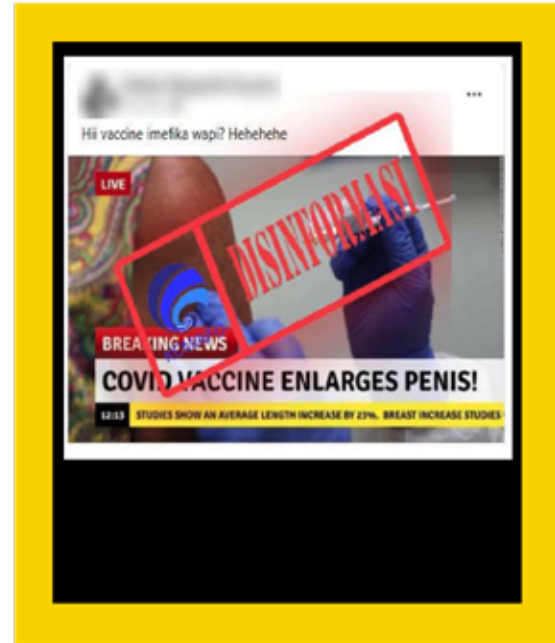 Hii vaccine imefika wapi? Hehehehe
LIVE
DISINFORMASI
BREAKING NEWS
COVID VACCINE ENLARGES PENIS!
12:13 STUDIES SHOW AN AVERAGE LENGTH INCREASE BY 23%. BREAST INCREASE STUDIES